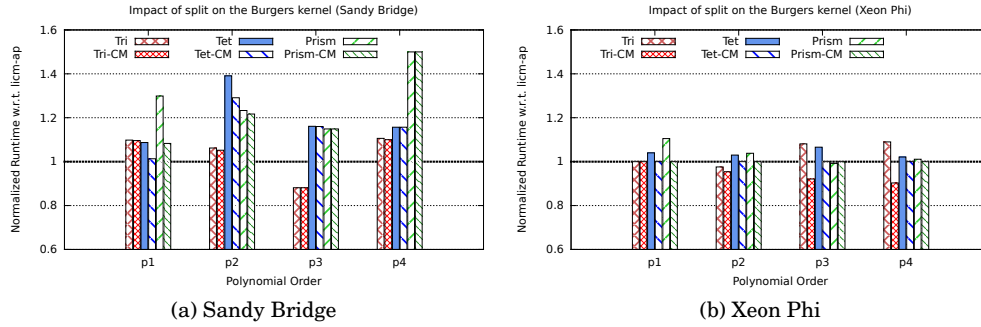 Impact of split on the Burgers kernel (Sandy Bridge)
Normalized Runtime w.r.t. licm-ap
1.6
1.4
1.2
1
0.8
0.6
Tri
Tri-CM
Tet
Tet-CM
Prism
Prism-CM
p1 p2 p3 p4
Polynomial Order
(a) Sandy Bridge
Impact of split on the Burgers kernel (Xeon Phi)
Normalized Runtime w.r.t. licm-ap
1.6
1.4
1.2
1
0.8
0.6
Tri
Tri-CM
Tet
Tet-CM
Prism
Prism-CM
p1 p2 p3 p4
Polynomial Order
(b) Xeon Phi